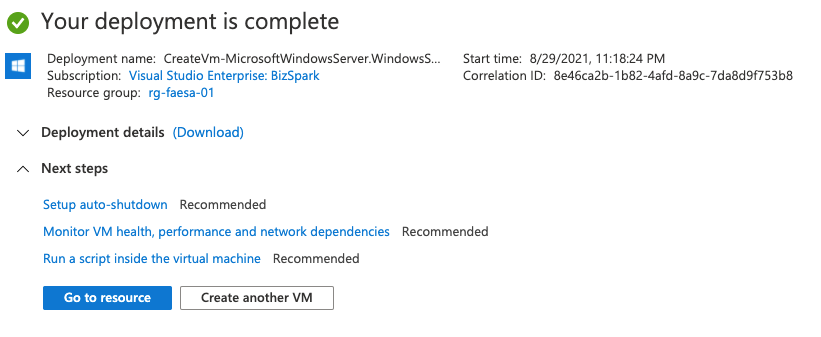 Your deployment is complete
Deployment name: CreateVm-MicrosoftWindowsServer.WindowsS...
Start time: 8/29/2021, 11:18:24 PM
Subscription: Visual Studio Enterprise: BizSpark
Correlation ID: 8e46ca2b-1b82-4afd-8a9c-7da8d9f753b8
Resource group: rg-faesa-01
Deployment details (Download)
Next steps
Setup auto-shutdown Recommended
Monitor VM health, performance and network dependencies Recommended
Run a script inside the virtual machine Recommended
Go to resource
Create another VM